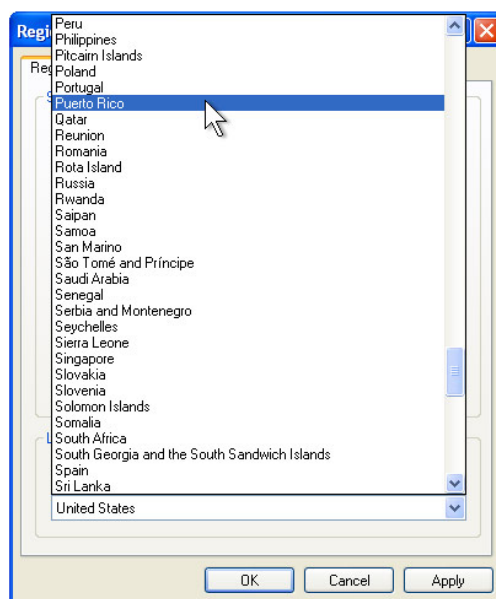 Regi
Peru
Philippines
Pitcairn Islands
Poland
Portugal
Puerto Rico
Qatar
Reunion
Romania
Rota Island
Russia
Rwanda
Saipan
Samoa
San Marino
São Tomé and Príncipe
Saudi Arabia
Senegal
Serbia and Montenegro
Seychelles
Sierra Leone
Singapore
Slovakia
Slovenia
Solomon Islands
Somalia
South Africa
South Georgia and the South Sandwich Islands
Spain
Sri Lanka
United States
OK Cancel Apply